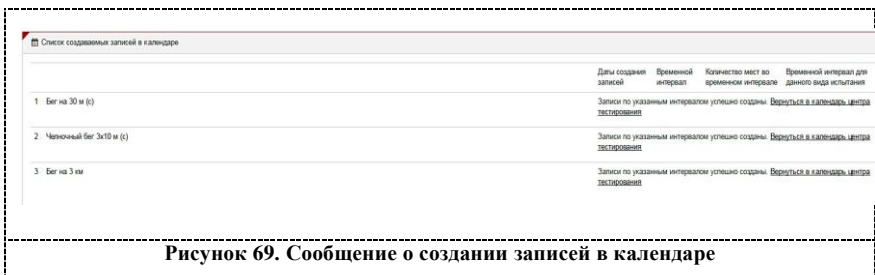 Список создаваемых записей в календаре
Даты создания записей Временной интервал Количество мест во временном интервале Временной интервал для данного вида испытания
1 Бег на 30 м (с) Записи по указанным интервалом успешно созданы. Вернуться в календарь центра
тестирования
2 Челночный бег 3х10 м (с) Записи по указанным интервалом успешно созданы. Вернуться в календарь центра
тестирования
3 Бег на 3 км Записи по указанным интервалом успешно созданы. Вернуться в календарь центра
тестирования
Рисунок 69. Сообщение о создании записей в календаре